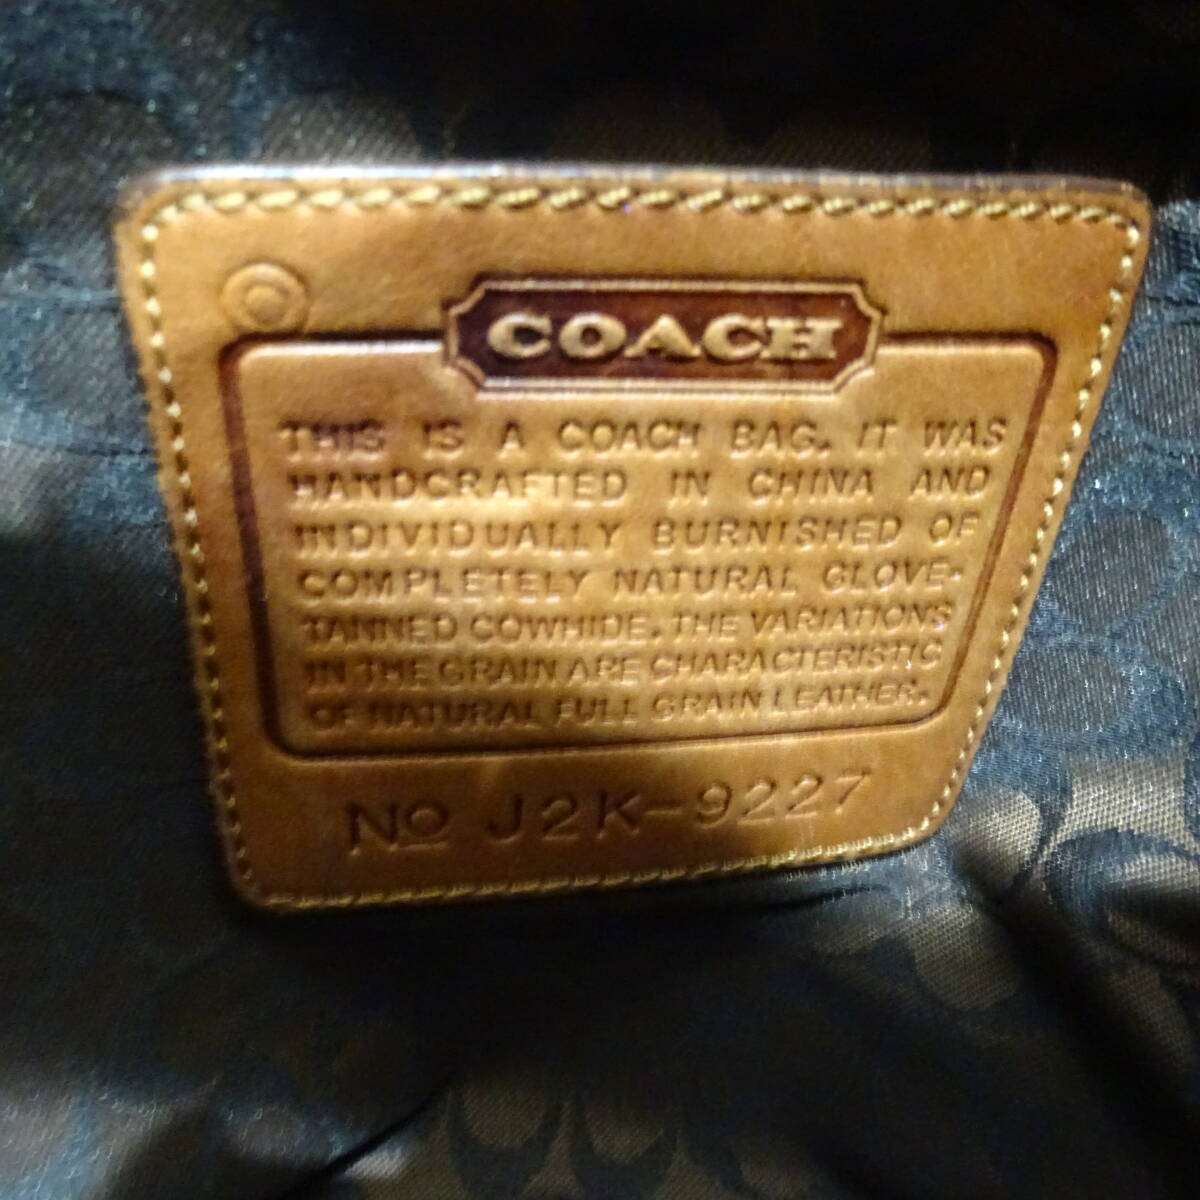 COACH
THIS IS A COACH BAG. IT WAS
HANDCRAFTED IN CHINA AND
INDIVIDUALLY BURNISHED OF
COMPLETELY NATURAL GLOVE-
TANNED COWHIDE. THE VARIATIONS
IN THE GRAIN ARE CHARACTERISTIC
OF NATURAL FULL GRAIN LEATHER.
No J2K-9227